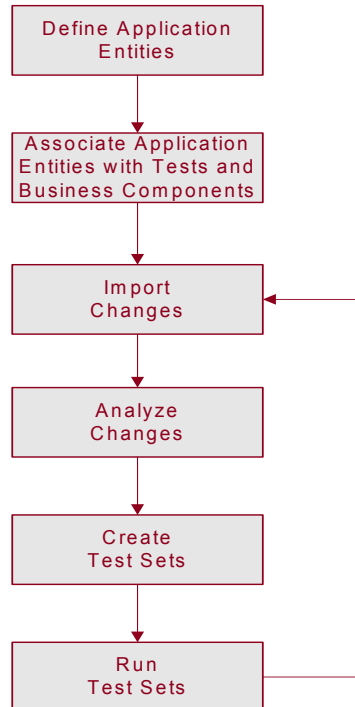 Define Application
Entities
Associate Application
Entities with Tests and
Business Components
Import
Changes
Analyze
Changes
Create
Test Sets
Run
Test Sets